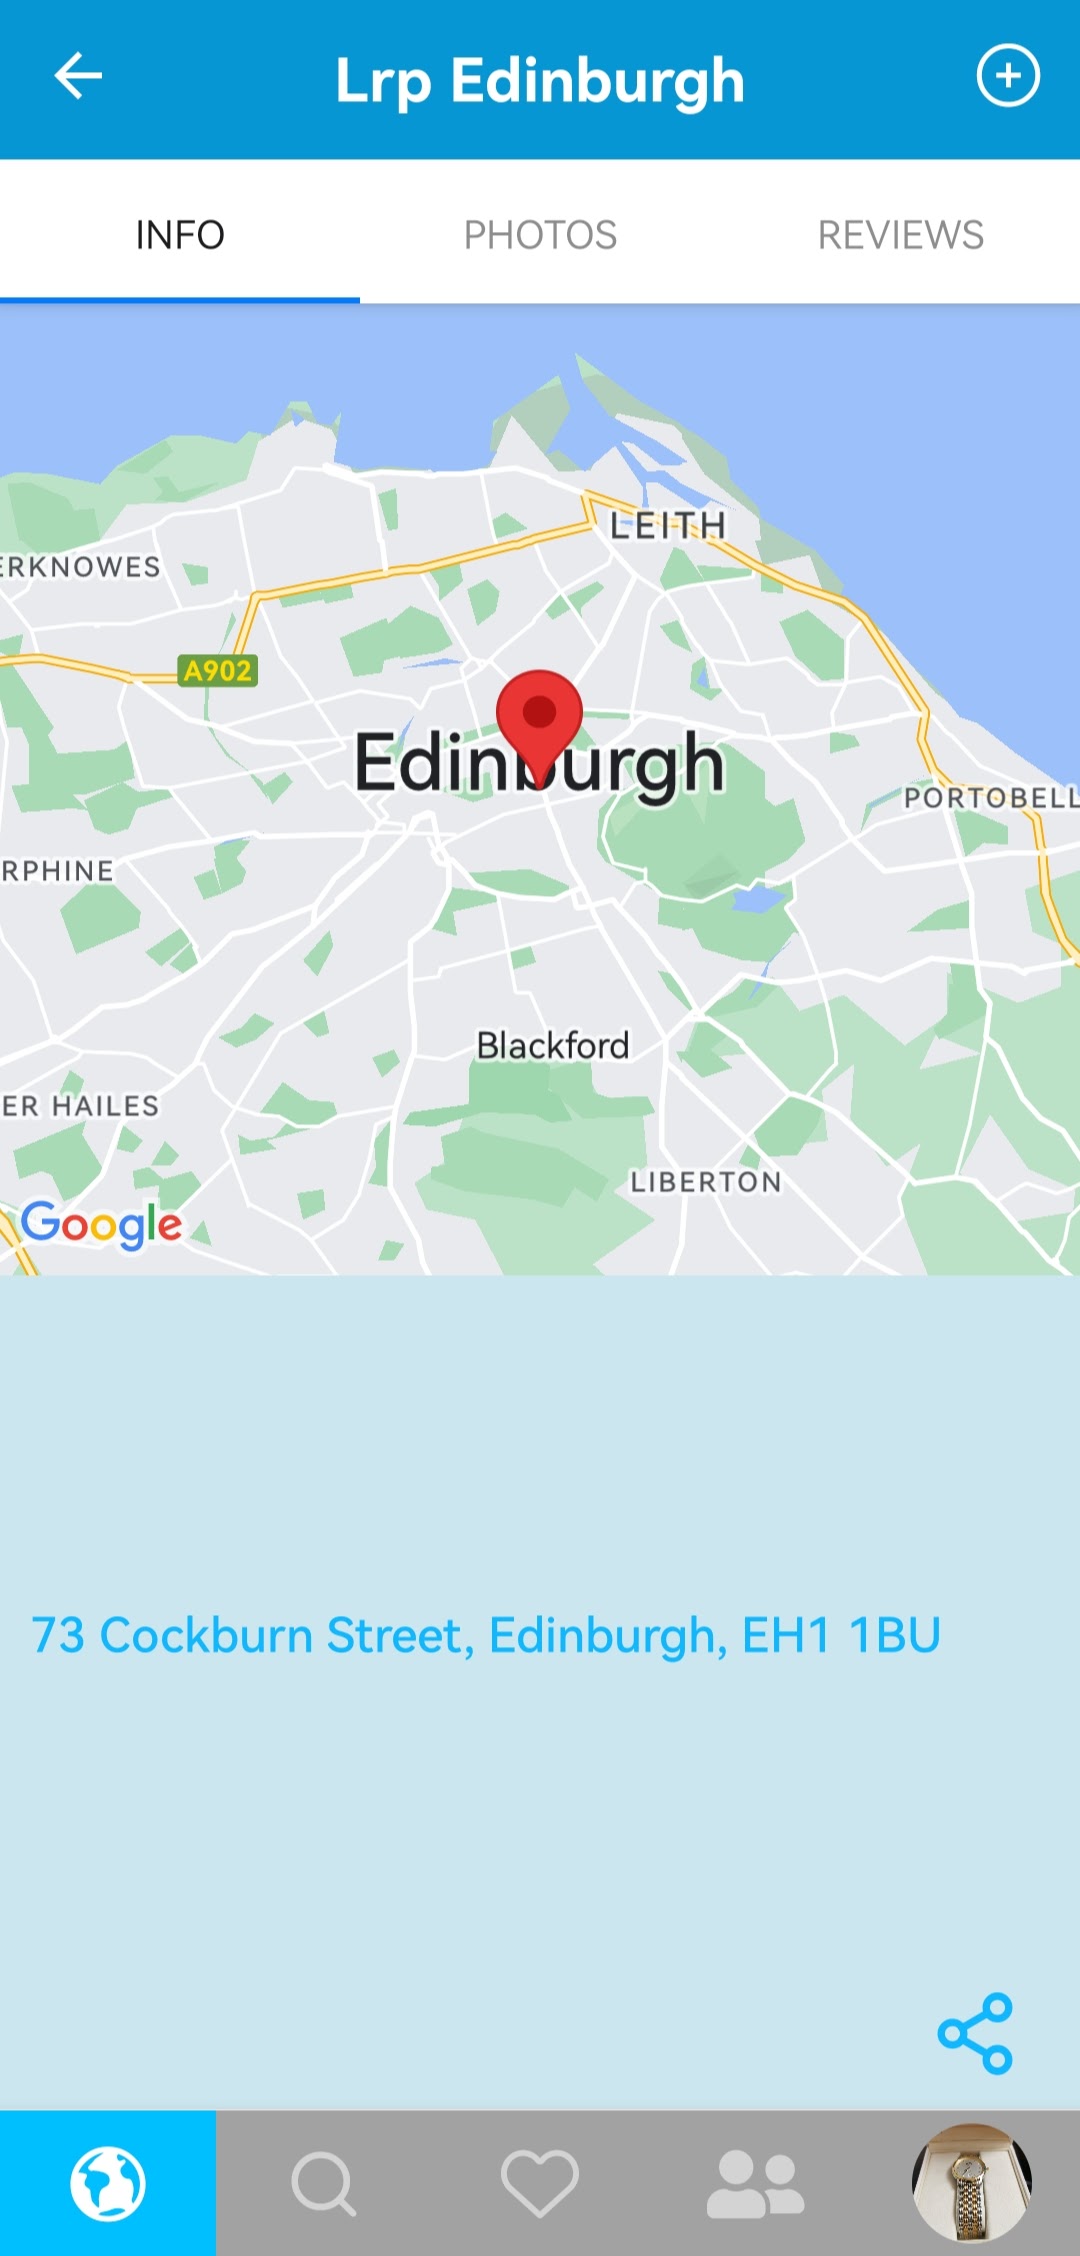 Lrp Edinburgh
INFO
PHOTOS
REVIEWS
LEITH
ERKNOWES
A902
Edinburgh
PORTOBELL
RPHINE
Blackford
ER HAILES
LIBERTON
Google
73 Cockburn Street, Edinburgh, EH1 1BU